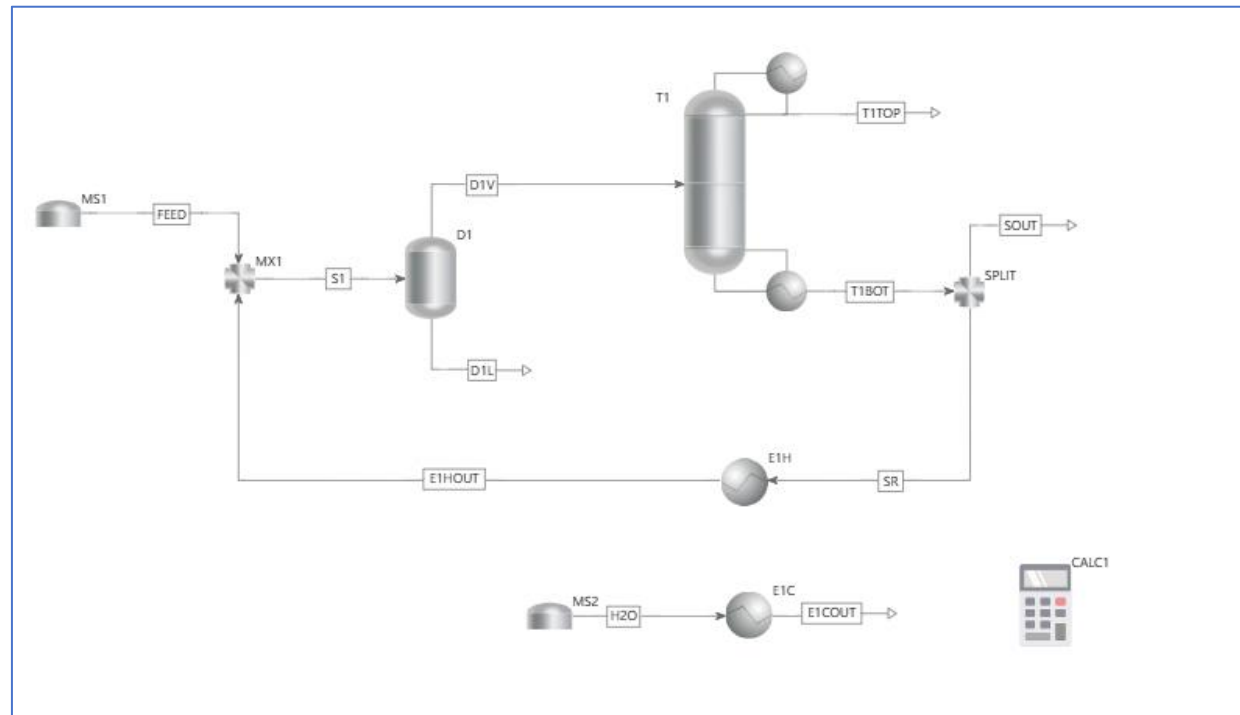 T1
T1TOP
D1V
MS1
FEED
D1
SOUT
MX1
S1
SPLIT
T1BOT
D1L
E1H
E1HOUT
SR
CALC1
E1C
MS2
H2O
E1COUT